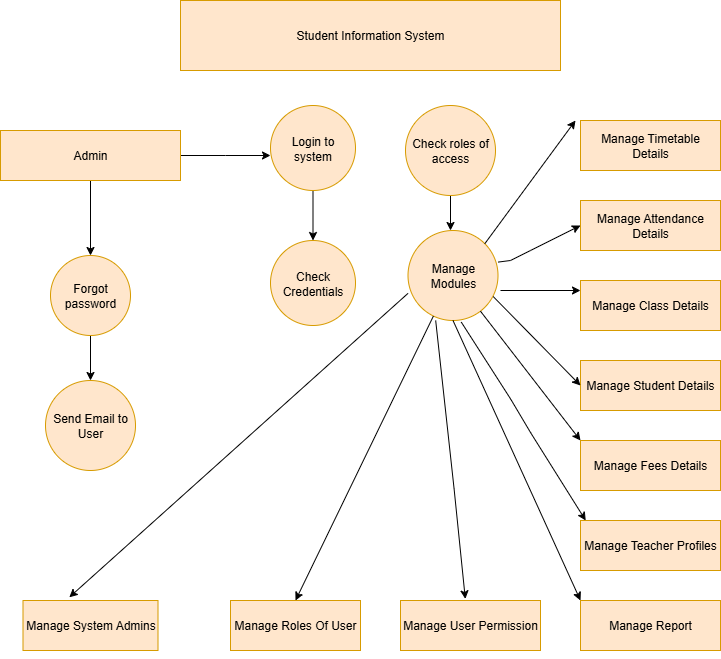 Student Information System
Admin
Login to
system
Check roles of
access
Manage Timetable
Details
Manage Attendance
Details
Forgot
password
Check
Credentials
Manage
Modules
Manage Class Details
Manage Student Details
Send Email to
User
Manage Fees Details
Manage Teacher Profiles
Manage System Admins
Manage Roles Of User
Manage User Permission
Manage Report